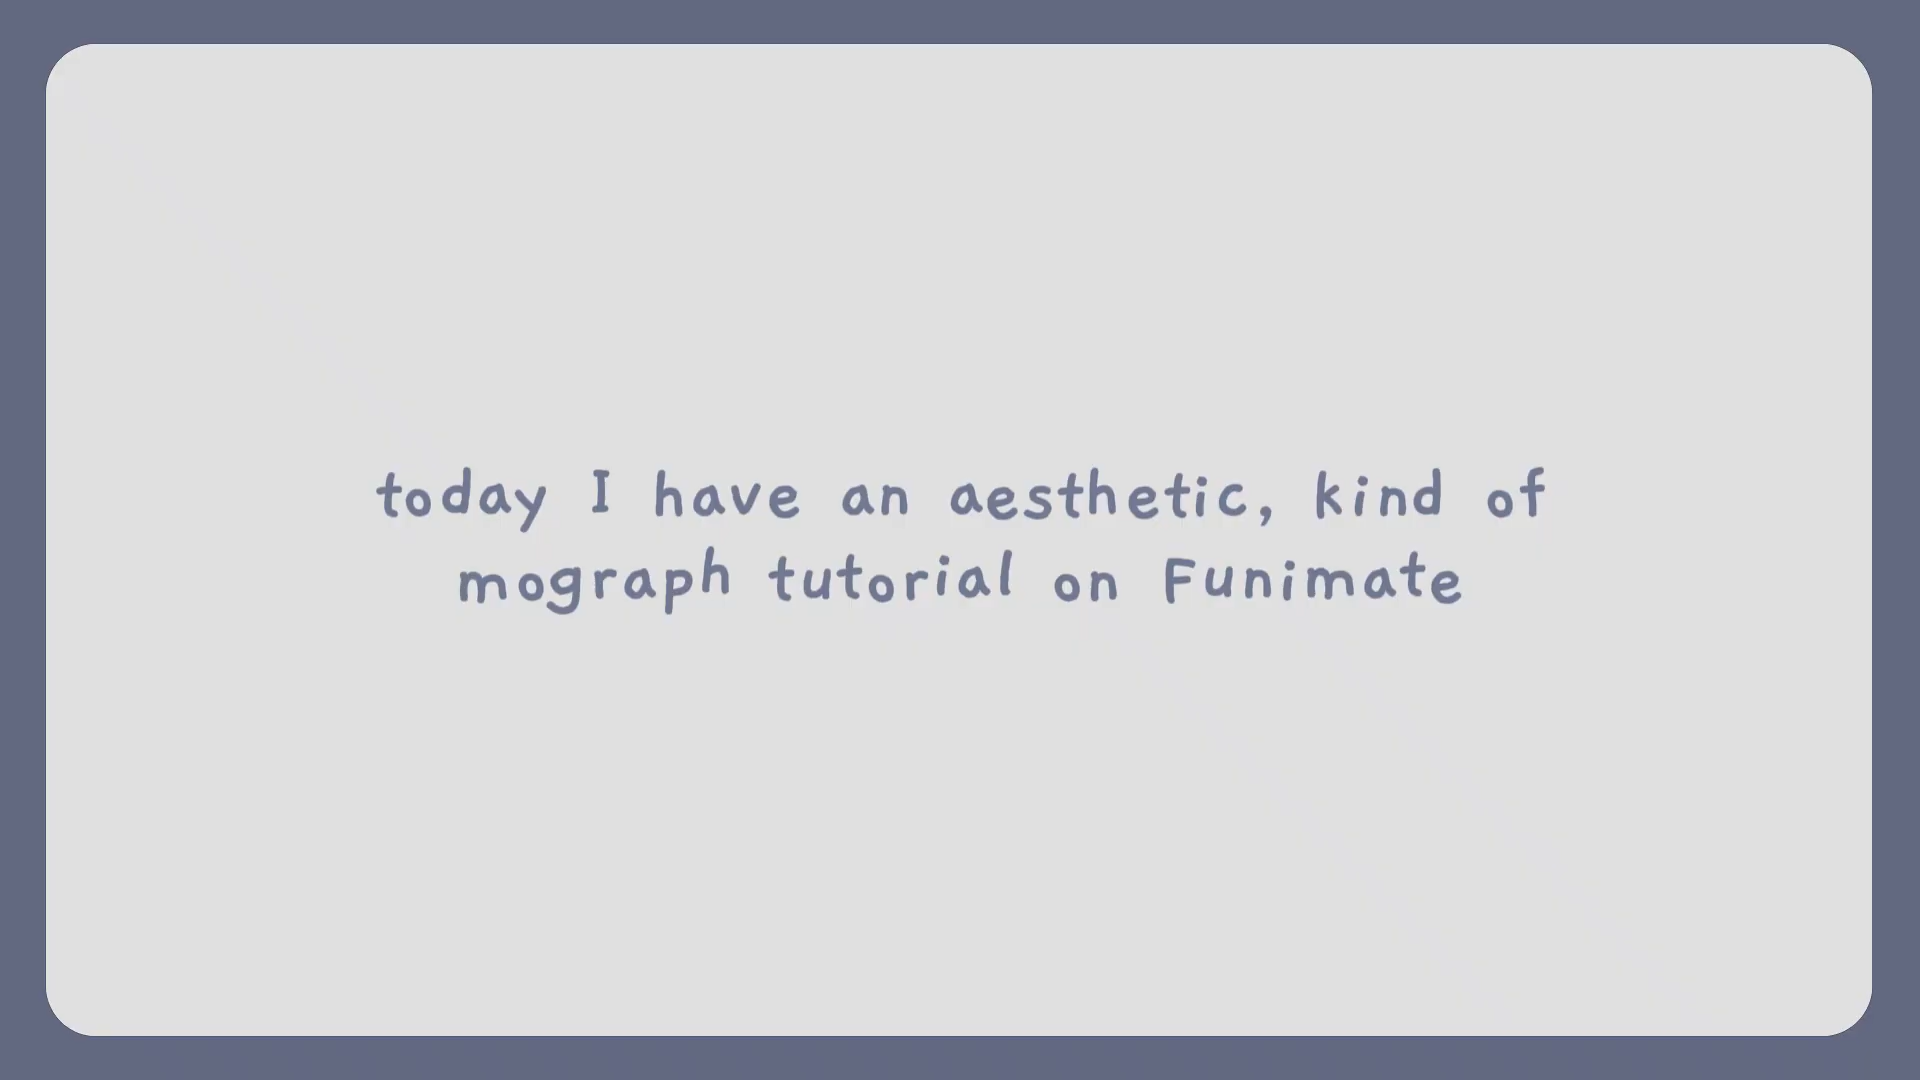 today I have an aesthetic, kind of
mograph tutorial on Funimate